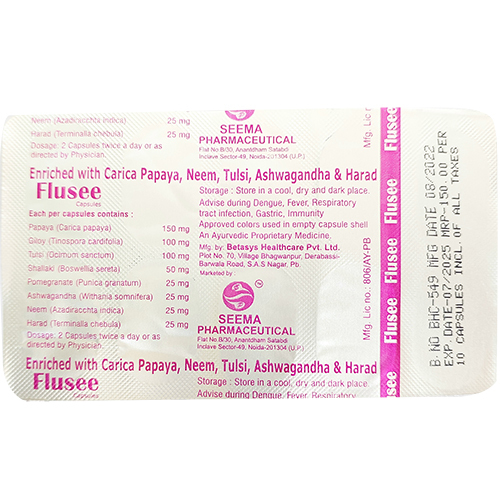 Neem (Azadiracchta indica) 25 mg
Harad (Terminalla chebula) 25 mg
Dosage: 2 Capsules twice a day or as
directed by Physician.
SEEMA
PHARMACEUTICAL
Flat No.B/30, Anantdham Satabdi
Inclave Sector-49, Noida-201304 (U.P.)
Mfg. Lic no
Flusee
Enriched with Carica Papaya, Neem, Tulsi, Ashwagandha & Harad
Flusee
Capsules
Each per capsules contains :
Papaya (Carica papaya) 150 mg
Giloy (Tinospora cardifolia) 100 mg
Tulsi (Ocimum sanctum) 100 mg
Shallaki (Boswellia sereta) 50 mg
Pomegranate (Punica granatum) 25 mg
Ashwagandha (Withania somnifera) 25 mg
Neem (Azadiracchta indica) 25 mg
Harad (Terminalla chebula) 25 mg
Dosage: 2 Capsules twice a day or as
directed by Physician.
Storage : Store in a cool, dry and dark place.
Advise during Dengue, Fever, Respiratory
tract infection, Gastric, Immunity
Approved colors used in empty capsule shell
An Ayurvedic Proprietary Medicine.
Mfg. by: Betasys Healthcare Pvt. Ltd.
Plot No. 70, Village Bhagwanpur, Derabassi-
Barwala Road, S.A.S Nagar, Pb.
Marketed by :
TM
SEEMA
PHARMACEUTICAL
Flat No.B/30, Anantdham Satabdi
Inclave Sector-49, Noida-201304 (U.P.)
Mfg. Lic no.: 806/AY-PB
Flusee
Flusee
B.NO BHC-549 MFG DATE 08/2022
EXP. DATE-07/2025 MRP-150.00 PER
10 CAPSULES INCL. OF ALL TAXES
Enriched with Carica Papaya, Neem, Tulsi, Ashwagandha & Harad
Flusee
Capsules
Storage : Store in a cool, dry and dark place.
Advise during Dengue, Fever, Respiratory